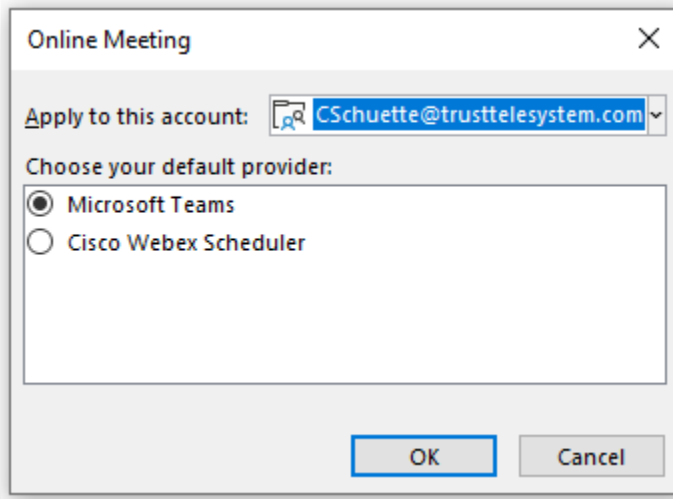 Online Meeting
Apply to this account: CSchuette@trusttelesystem.com
Choose your default provider:
Microsoft Teams
Cisco Webex Scheduler
OK Cancel